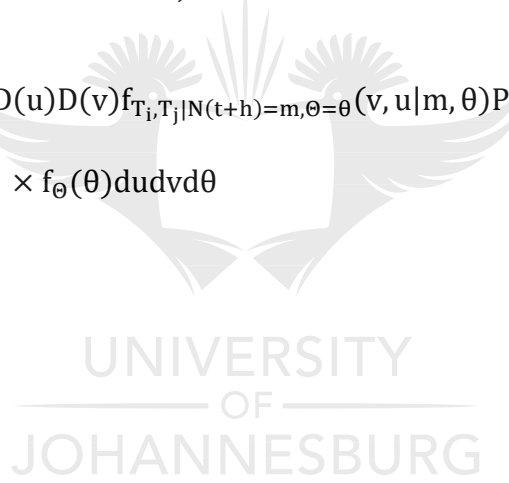 D(u)D(v)f_{T_i,T_j|N(t+h)=m,Θ=θ}(v, u|m, θ)P
× f_Θ(θ)dudvdθ
UNIVERSITY
OF
JOHANNESBURG